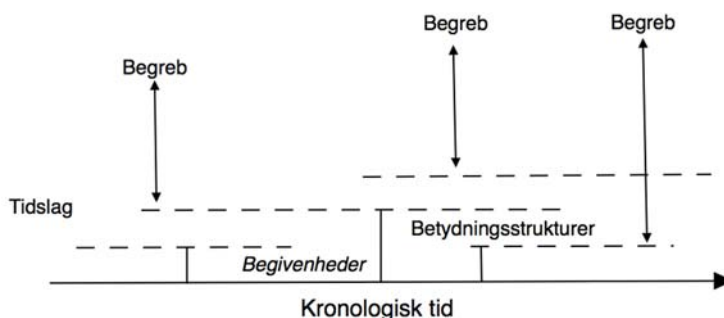 Begreb
Begreb
Begreb
Tidslag
Betydningsstrukturer
Begivenheder
Kronologisk tid